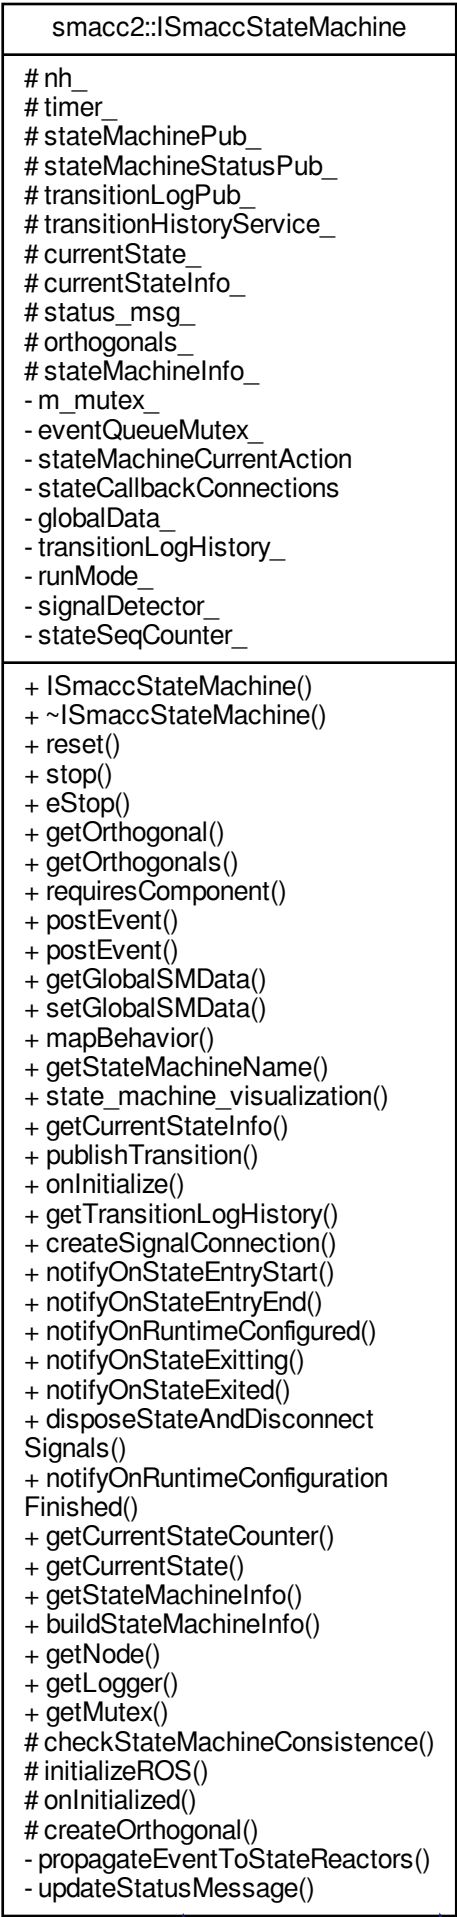 smacc2::ISmaccStateMachine
# nh_
# timer_
# stateMachinePub_
# stateMachineStatusPub_
# transitionLogPub_
# transitionHistoryService_
# currentState_
# currentStateInfo_
# status_msg_
# orthogonals_
# stateMachineInfo_
- m_mutex_
- eventQueueMutex_
- stateMachineCurrentAction
- stateCallbackConnections
- globalData_
- transitionLogHistory_
- runMode_
- signalDetector_
- stateSeqCounter_
+ ISmaccStateMachine()
+ ~ISmaccStateMachine()
+ reset()
+ stop()
+ eStop()
+ getOrthogonal()
+ getOrthogonals()
+ requiresComponent()
+ postEvent()
+ postEvent()
+ getGlobalSMData()
+ setGlobalSMData()
+ mapBehavior()
+ getStateMachineName()
+ state_machine_visualization()
+ getCurrentStateInfo()
+ publishTransition()
+ onInitialize()
+ getTransitionLogHistory()
+ createSignalConnection()
+ notifyOnStateEntryStart()
+ notifyOnStateEntryEnd()
+ notifyOnRuntimeConfigured()
+ notifyOnStateExitting()
+ notifyOnStateExited()
+ disposeStateAndDisconnect
Signals()
+ notifyOnRuntimeConfiguration
Finished()
+ getCurrentStateCounter()
+ getCurrentState()
+ getStateMachineInfo()
+ buildStateMachineInfo()
+ getNode()
+ getLogger()
+ getMutex()
# checkStateMachineConsistence()
# initializeROS()
# onInitialized()
# createOrthogonal()
- propagateEventToStateReactors()
- updateStatusMessage()